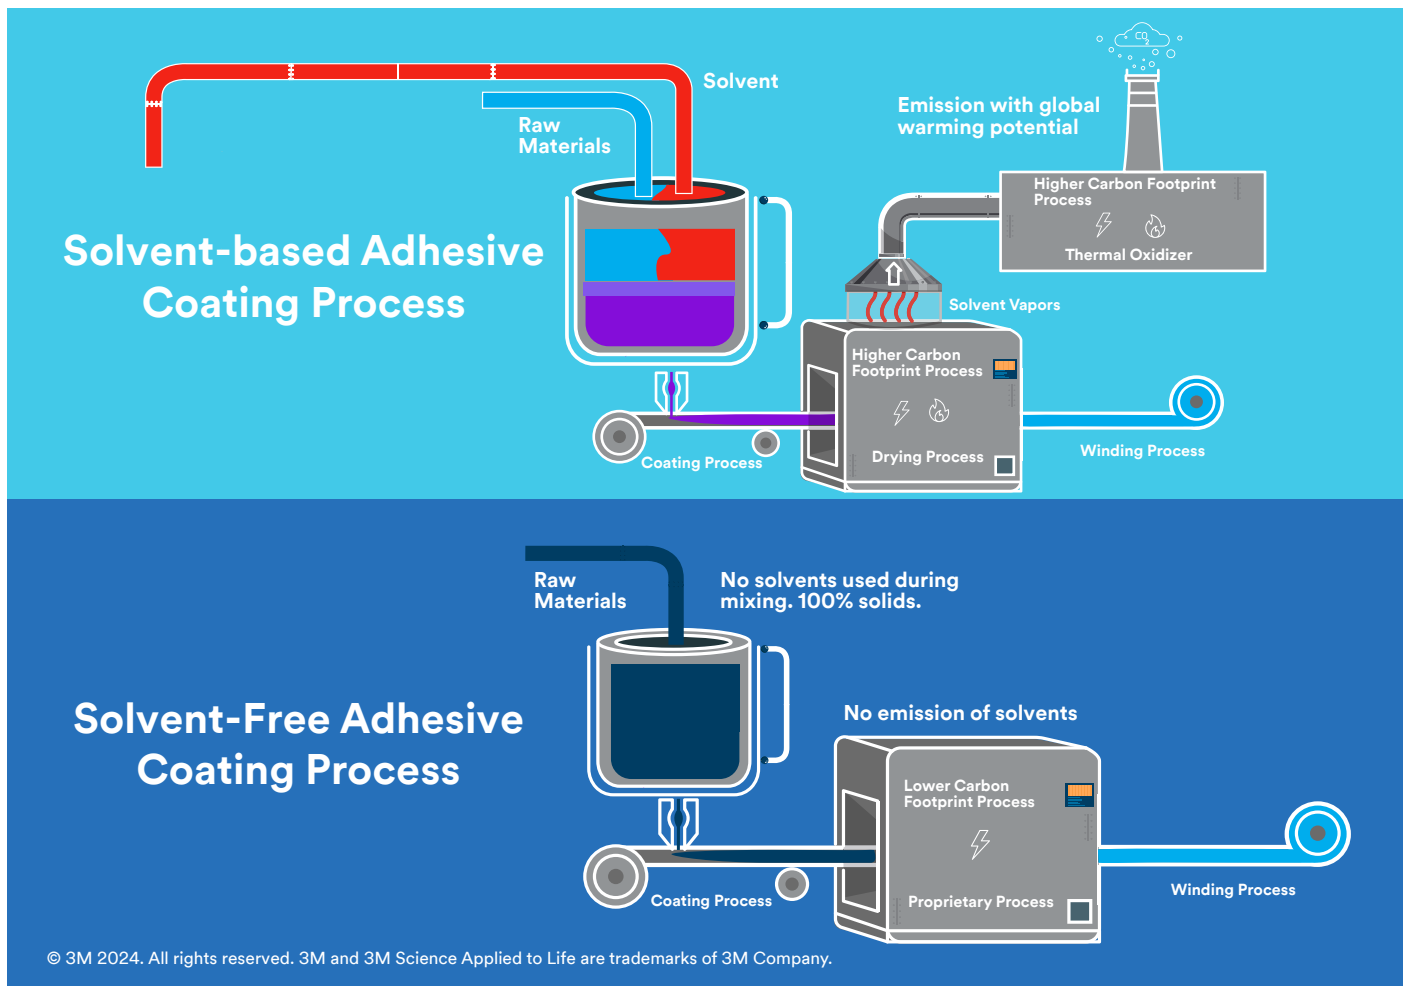 Solvent
Raw
Materials
CO2
Emission with global
warming potential
Higher Carbon Footprint
Process
Thermal Oxidizer
Solvent-based Adhesive
Coating Process
Solvent Vapors
Higher Carbon
Footprint Process
Drying Process
Coating Process
Winding Process
Raw
Materials
No solvents used during
mixing. 100% solids.
Solvent-Free Adhesive
Coating Process
No emission of solvents
Lower Carbon
Footprint Process
Proprietary Process
Coating Process
Winding Process
© 3M 2024. All rights reserved. 3M and 3M Science Applied to Life are trademarks of 3M Company.